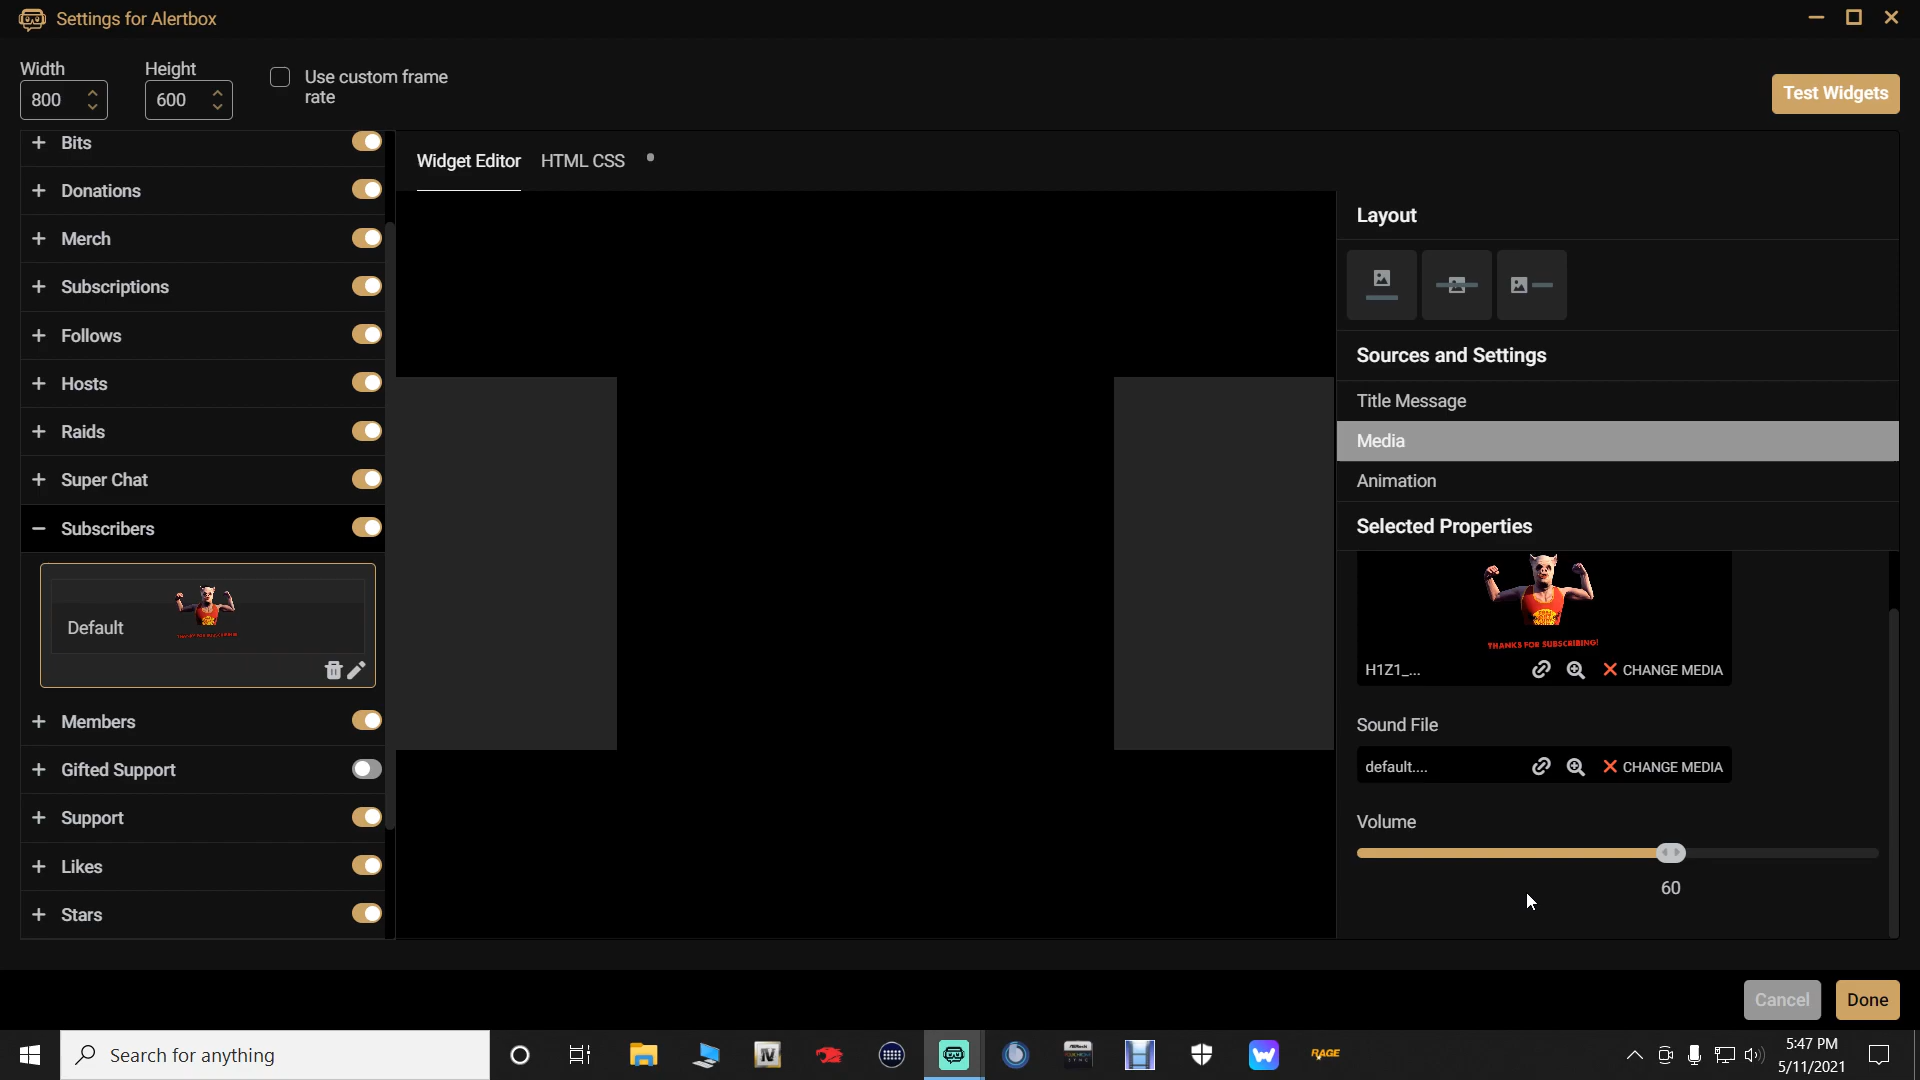 Settings for Alertbox
Width
Height
800
600
Use custom frame
rate
Test Widgets
Bits
Donations
Merch
Subscriptions
Follows
Hosts
Raids
Super Chat
Subscribers
Default
Members
Gifted Support
Support
Likes
Stars
Widget Editor
HTML CSS
Layout
Sources and Settings
Title Message
Media
Animation
Selected Properties
THANKS FOR SUBSCRIBING!
H1Z1_...
CHANGE MEDIA
Sound File
default....
CHANGE MEDIA
Volume
60
Cancel
Done
Search for anything
IV
RAGE
5:47 PM
5/11/2021